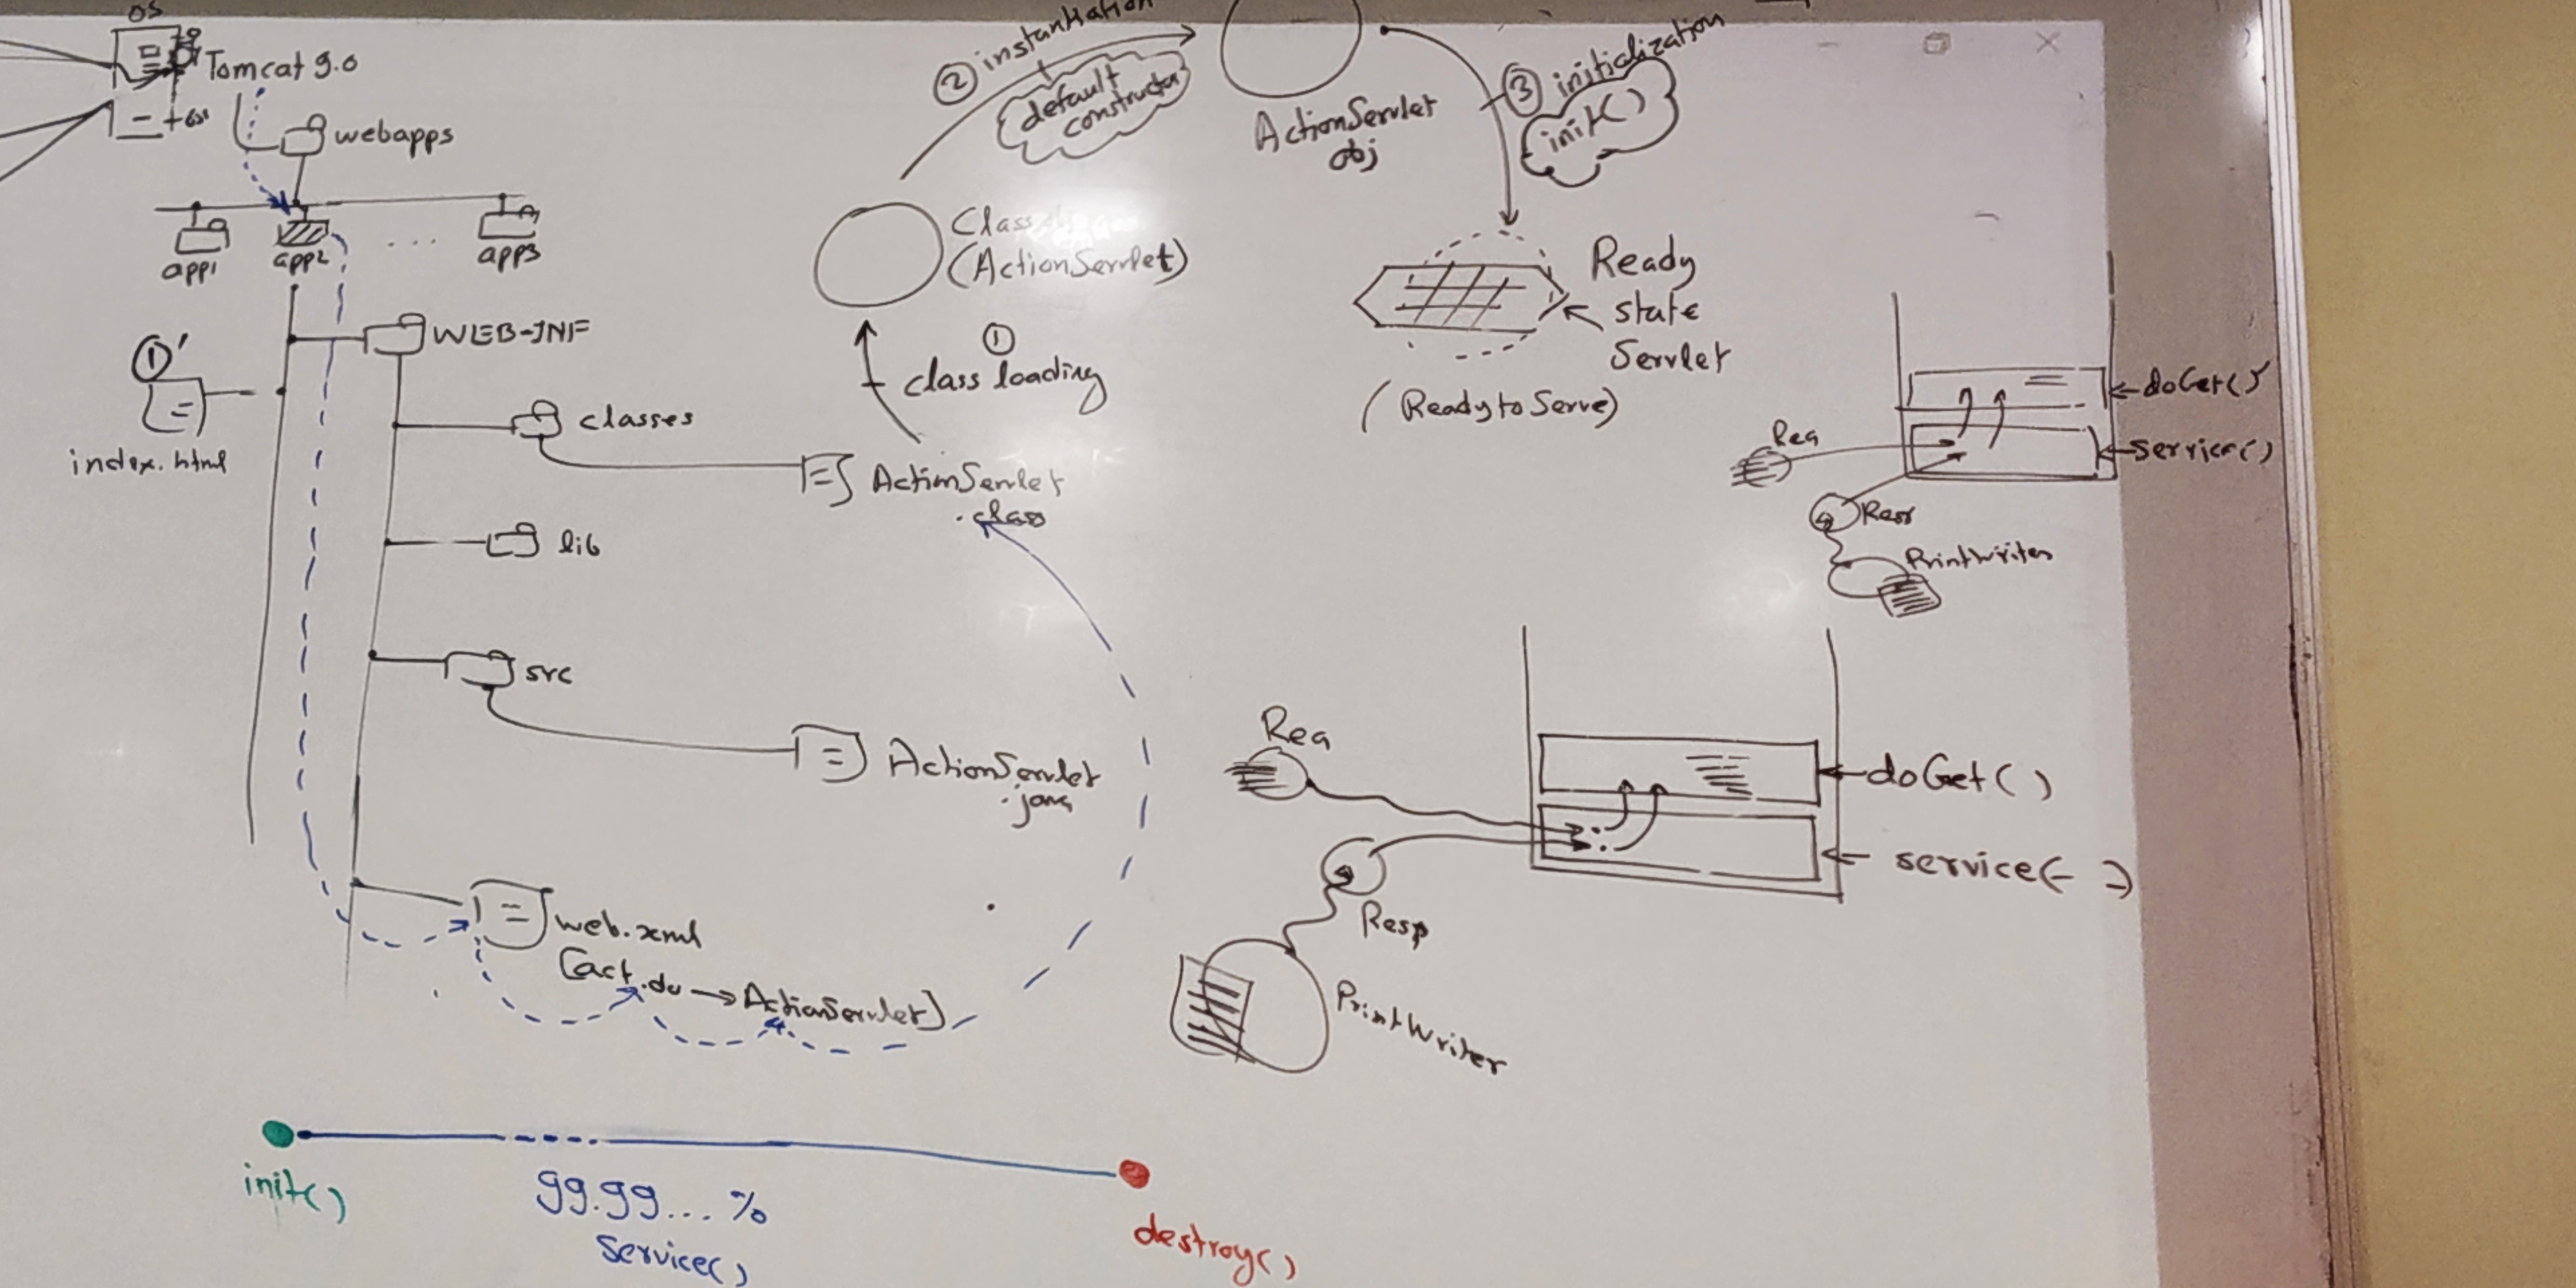 OS
Tomcat 9.0
webapps
app1
app2
...
app3
①'
index.html
WEB-INF
classes
ActionServlet
.class
lib
src
ActionServlet
.java
web.xml
(act.do → ActionServlet)
① class loading
Class
(ActionServlet)
② instantiation
default
constructor
ActionServlet
obj
③ initialization
init()
Ready
state
Servlet
(Ready to Serve)
Req
doGet()
service()
PrintWriter
Req
doGet()
service(- -)
Resp
PrintWriter
init()
99.99...%
service()
destroy()